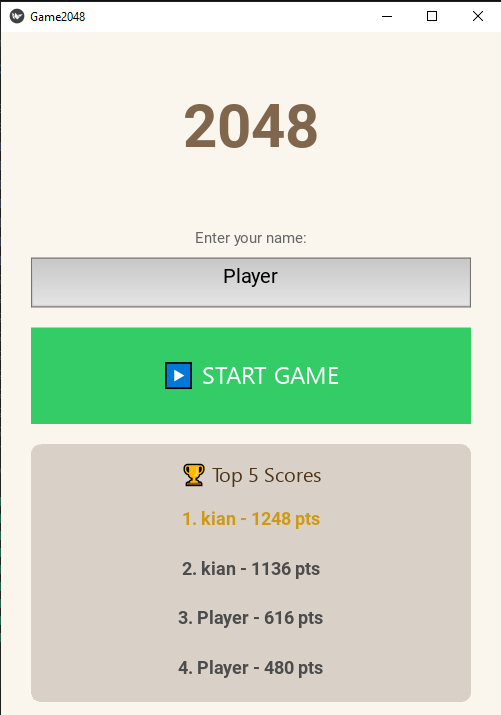 Game2048
2048
Enter your name:
Player
START GAME
Top 5 Scores
1. kian - 1248 pts
2. kian - 1136 pts
3. Player - 616 pts
4. Player - 480 pts